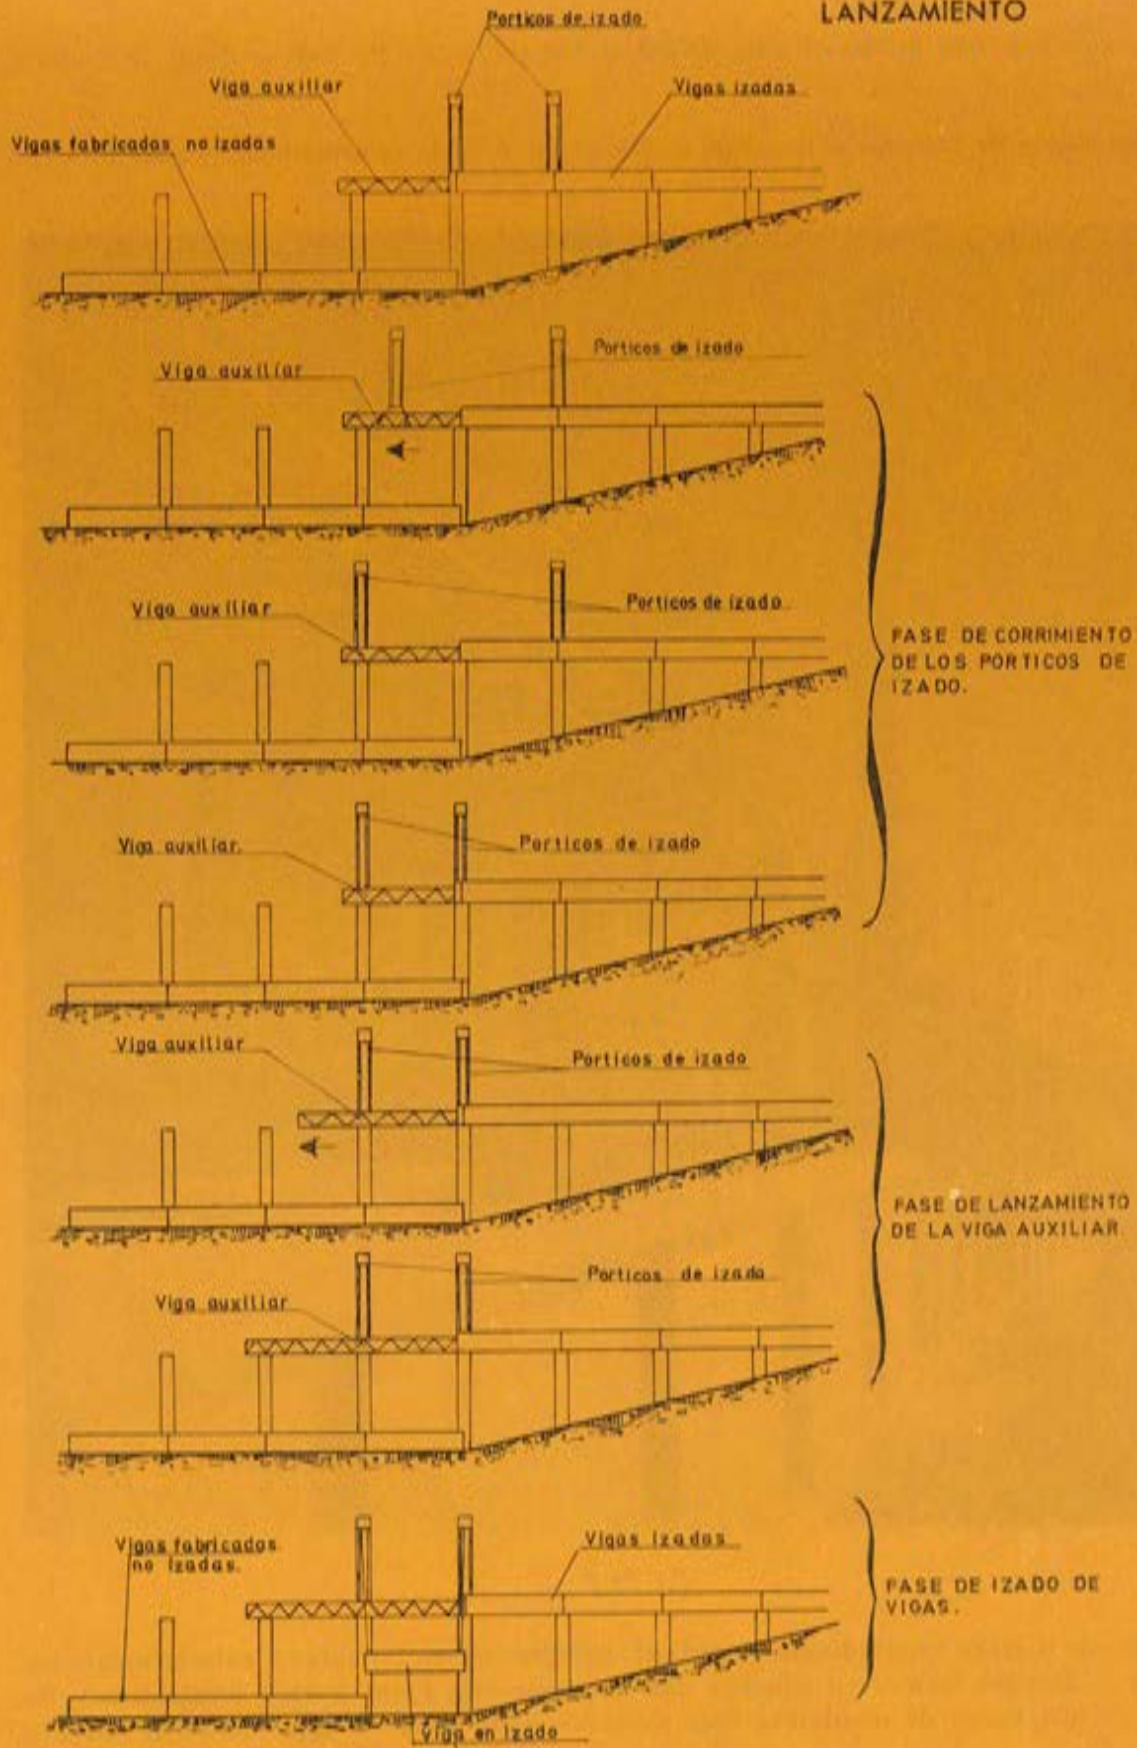 LANZAMIENTO
Porticos de izado
Viga auxiliar
Vigas izadas
Vigas fabricadas no izadas
Porticos de izado
Viga auxiliar
Viga auxiliar
Porticos de izado
FASE DE CORRIMIENTO
DE LOS PORTICOS DE
IZADO.
Viga auxiliar
Porticos de izado
Viga auxiliar
Porticos de izado
FASE DE LANZAMIENTO
DE LA VIGA AUXILIAR
Porticos de izado
Viga auxiliar
Vigas fabricadas
no izadas.
Vigas izadas
FASE DE IZADO DE
VIGAS.
Viga en izado